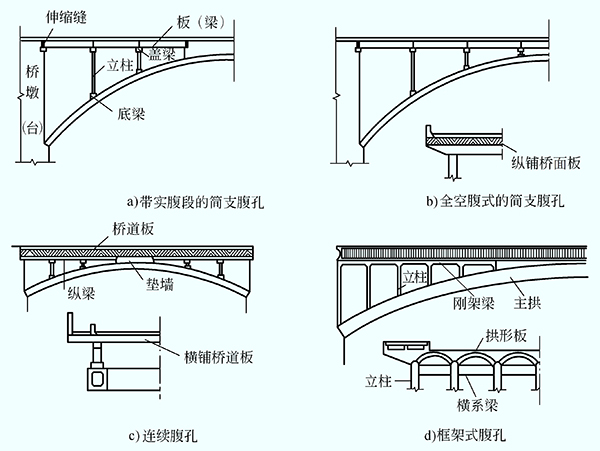 伸缩缝
板（梁）
盖梁
桥墩（台）
立柱
底梁
a)带实腹段的简支腹孔
纵铺桥面板
b)全空腹式的简支腹孔
桥道板
纵梁
垫墙
横铺桥道板
c)连续腹孔
立柱
刚架梁
主拱
拱形板
立柱
横系梁
d)框架式腹孔